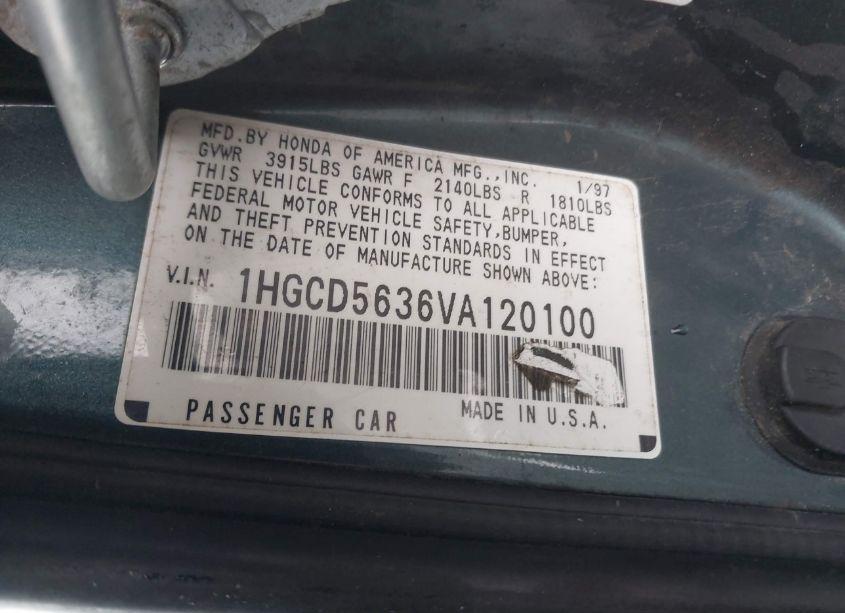 MFD.BY HONDA OF AMERICA MFG.,INC. 1/97
GVWR 3915LBS GAWR F 2140LBS R 1810LBS
THIS VEHICLE CONFORMS TO ALL APPLICABLE
FEDERAL MOTOR VEHICLE SAFETY,BUMPER,
AND THEFT PREVENTION STANDARDS IN EFFECT
ON THE DATE OF MANUFACTURE SHOWN ABOVE:
V.I.N. 1HGCD5636VA120100
PASSENGER CAR MADE IN U.S.A.